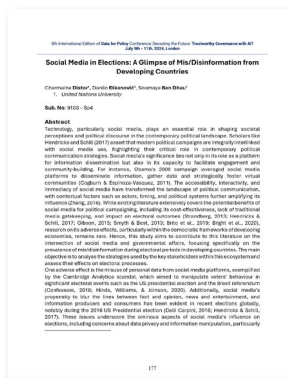 8th International Edition of Data for Policy Conference: Decoding the Future: Trustworthy Governance with AI?
July 9th - 11th, 2024, London
Social Media in Elections: A Glimpse of Mis/Disinformation from
Developing Countries
Charmaine Distor¹, Danilo Đikanović¹, Soumaya Ben Dhaou¹
1. United Nations University
Sub. No. 9103 - Sp4
Abstract
Technology, particularly social media, plays an essential role in shaping societal
perceptions and political discourse in the contemporary political landscape. Scholars like
Hendricks and Schill (2017) assert that modern political campaigns are integrally interlinked
with social media use, highlighting their critical role in contemporary political
communication strategies. Social media's significance lies not only in its role as a platform
for information dissemination but also in its capacity to facilitate engagement and
community-building. For instance, Obama's 2008 campaign leveraged social media
platforms to disseminate information, gather data and strategically foster virtual
communities (Cogburn & Espinoza-Vasquez, 2011). The accessibility, interactivity, and
immediacy of social media have transformed the landscape of political communication,
with contextual factors such as actors, timing, and political systems further amplifying its
influence (Zhang, 2016). While existing literature extensively covers the potential benefits of
social media for political campaigning, including its cost-effectiveness, lack of traditional
media gatekeeping, and impact on electoral outcomes (Strandberg, 2013; Hendricks &
Schill, 2017; Gibson, 2015; Smyth & Best, 2013; Brito et al., 2019; Bright et al., 2020),
research on its adverse effects, particularly within the democratic frameworks of developing
economies, remains rare. Hence, this study aims to contribute to this literature on the
intersection of social media and governmental affairs, focusing specifically on the
prevalence of mis/disinformation during electoral periods in developing countries. The main
objective is to analyse the strategies used by the key stakeholders within this ecosystem and
assess their effects on electoral processes.
One adverse effect is the misuse of personal data from social media platforms, exemplified
by the Cambridge Analytica scandal, which aimed to manipulate voters' behaviour in
significant electoral events such as the US presidential election and the Brexit referendum
(Confessore, 2018; Hinds, Williams, & Joinson, 2020). Additionally, social media's
propensity to blur the lines between fact and opinion, news and entertainment, and
information producers and consumers has been evident in recent elections globally,
notably during the 2016 US Presidential Election (Delli Carpini, 2016; Hendricks & Schill,
2017). These issues underscore the ominous aspects of social media's influence on
elections, including concerns about data privacy and information manipulation, particularly
177